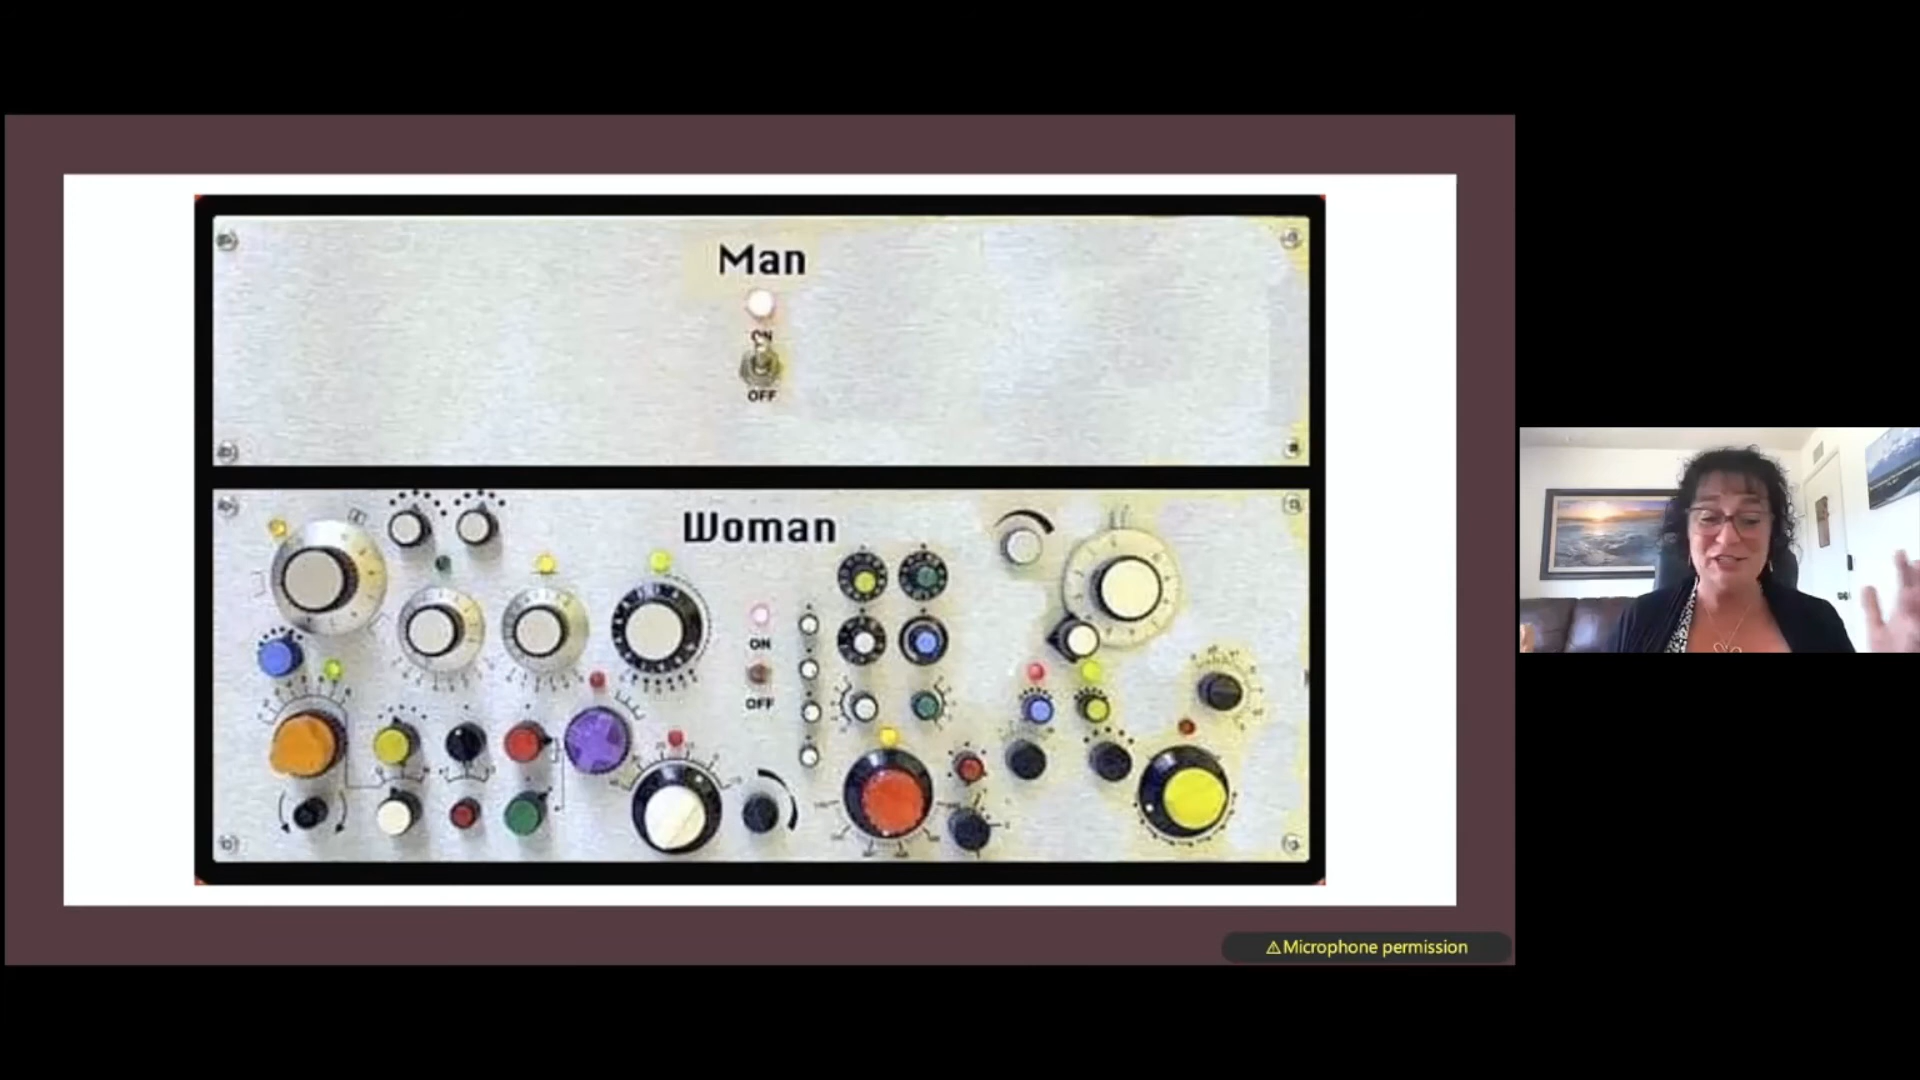 Man
ON
OFF
Woman
ON
OFF
⚠Microphone permission